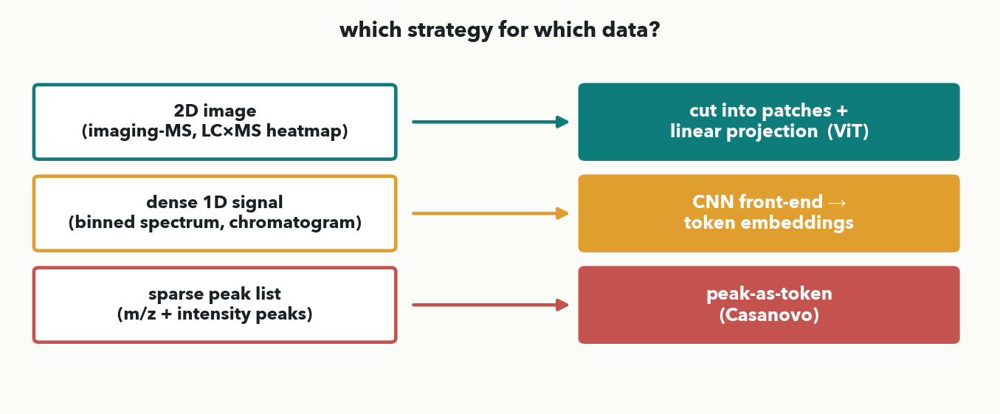 which strategy for which data?
2D image
(imaging-MS, LC×MS heatmap)
cut into patches +
linear projection (ViT)
dense 1D signal
(binned spectrum, chromatogram)
CNN front-end →
token embeddings
sparse peak list
(m/z + intensity peaks)
peak-as-token
(Casanovo)